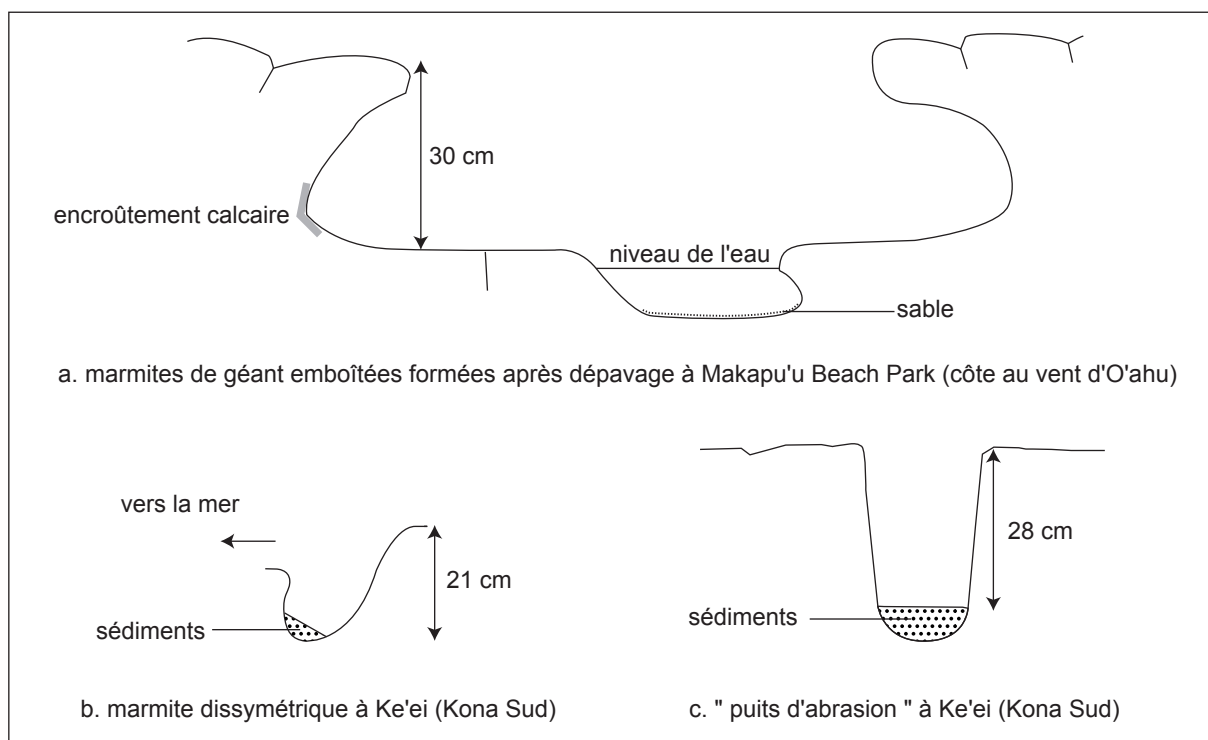 30 cm
encroûtement calcaire
niveau de l'eau
sable
a. marmites de géant emboîtées formées après dépavage à Makapu'u Beach Park (côte au vent d'O'ahu)
vers la mer
21 cm
sédiments
b. marmite dissymétrique à Ke'ei (Kona Sud)
28 cm
sédiments
c. " puits d'abrasion " à Ke'ei (Kona Sud)